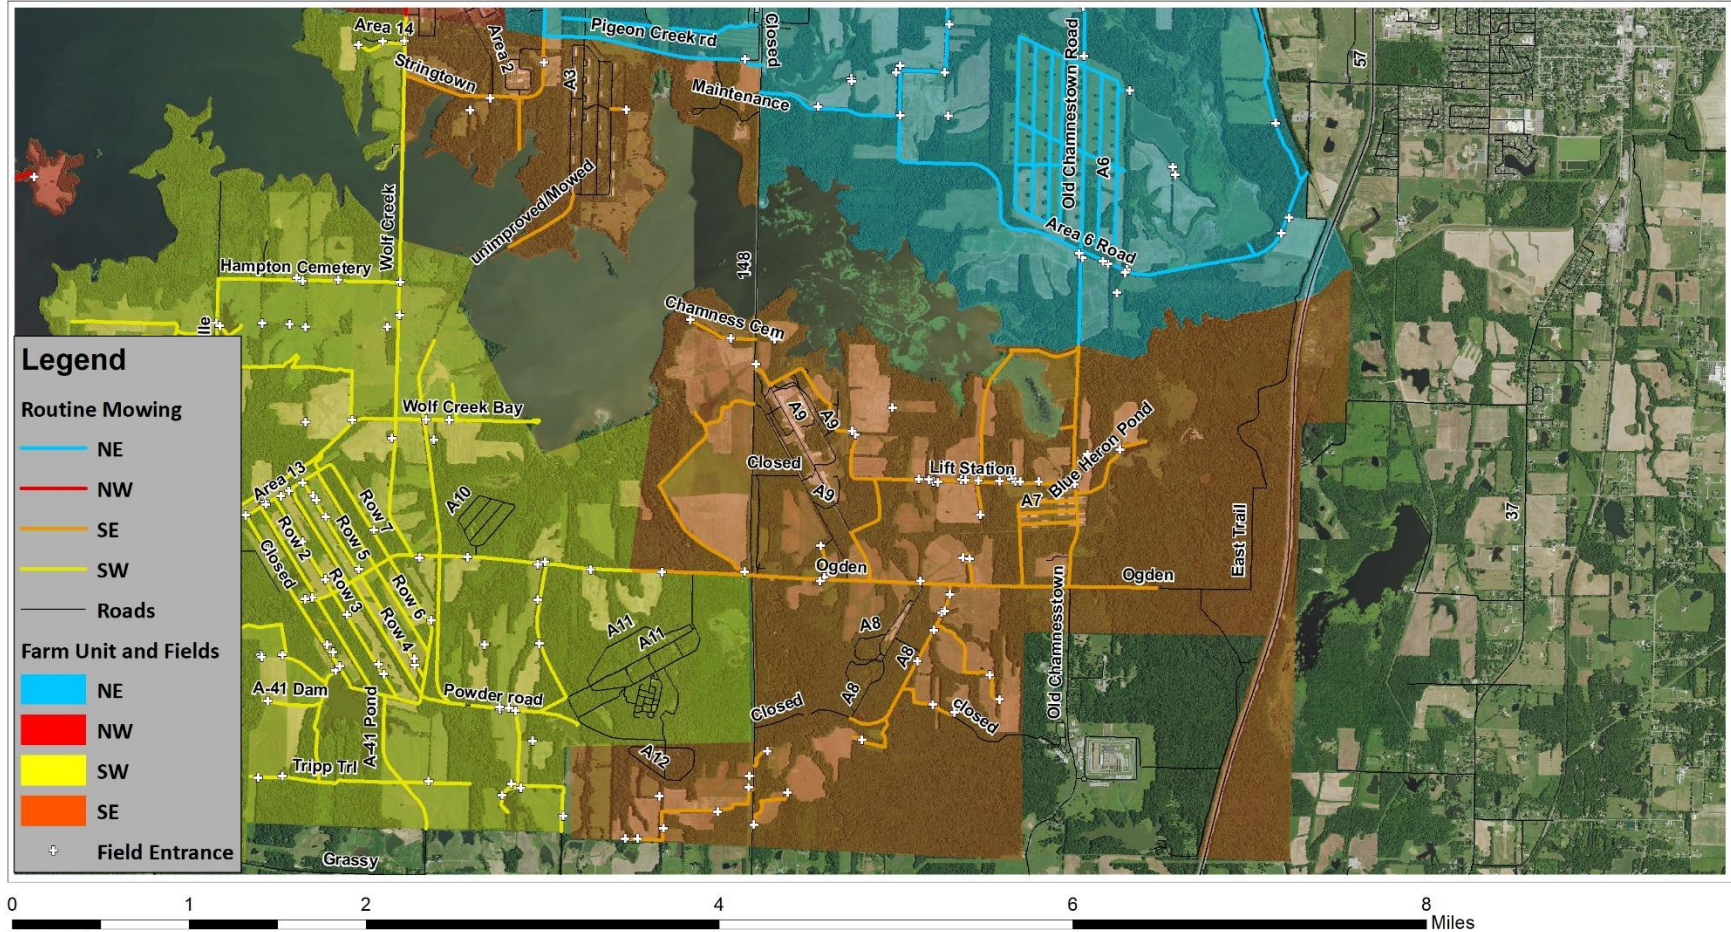 Area 14
Stringtown
Area 2
A3
Pigeon Creek rd
Closed
Maintenance
Old Chamnestown Road
57
Wolf Creek
unimproved/Mowed
A6
Area 6 Road
Hampton Cemetery
148
Chamness Cem
lle
Legend
Routine Mowing
NE
NW
SE
SW
Roads
Farm Unit and Fields
NE
NW
SW
SE
Field Entrance
Wolf Creek Bay
A9
A9
Closed
A9
Lift Station
Blue Heron Pond
A7
Area 13
Row 7
A10
Row 2
Row 5
Closed
Row 3
Row 6
Row 4
37
East Trail
Ogden
Ogden
A11
A11
A8
A8
A8
Old Chamnesstown
A-41 Dam
A-41 Pond
Powder road
Closed
closed
Tripp Trl
A12
Grassy
0 1 2 4 6 8
Miles